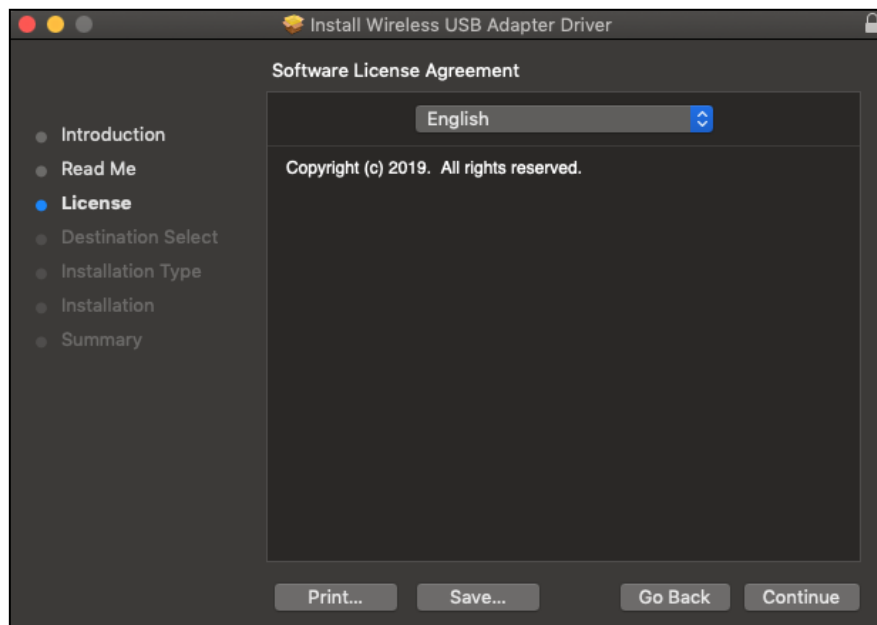 Install Wireless USB Adapter Driver
Software License Agreement
Introduction
Read Me
License
Destination Select
Installation Type
Installation
Summary
English
Copyright (c) 2019.  All rights reserved.
Print...
Save...
Go Back
Continue